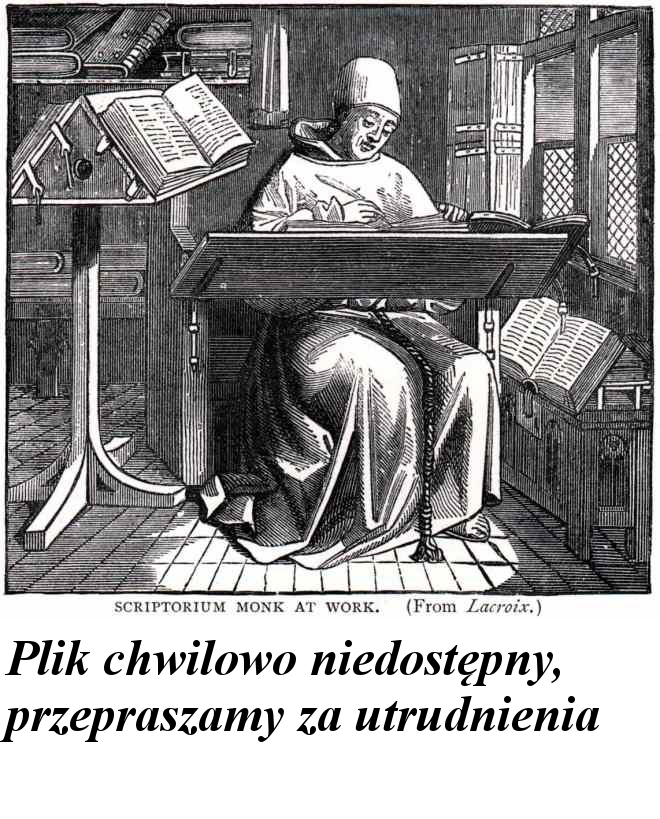 SCRIPTORIUM MONK AT WORK. (From Lacroix.)
Plik chwilowo niedostępny,
przepraszamy za utrudnienia